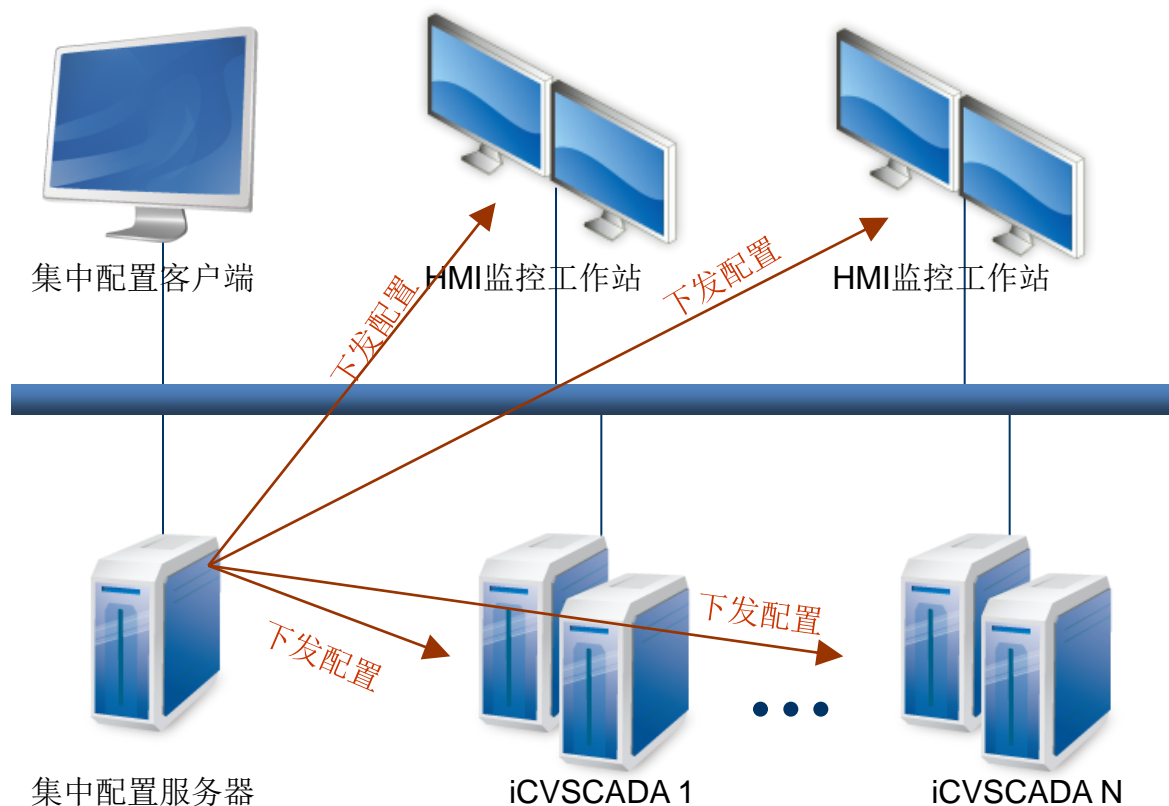 集中配置客户端
HMI监控工作站
HMI监控工作站
下发配置
下发配置
下发配置
下发配置
集中配置服务器
iCVSCADA 1
iCVSCADA N